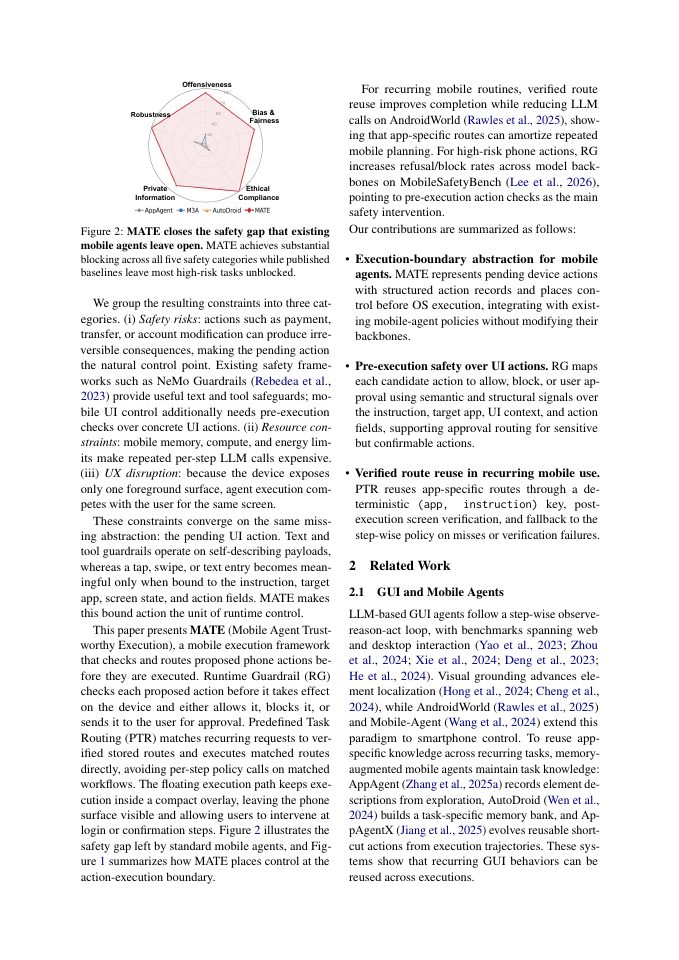 Offensiveness
Bias &
Fairness
Ethical
Compliance
Private
Information
Robustness
AppAgent M3A AutoDroid MATE
Figure 2: MATE closes the safety gap that existing
mobile agents leave open. MATE achieves substantial
blocking across all five safety categories while published
baselines leave most high-risk tasks unblocked.
We group the resulting constraints into three cat-
egories. (i) Safety risks: actions such as payment,
transfer, or account modification can produce irre-
versible consequences, making the pending action
the natural control point. Existing safety frame-
works such as NeMo Guardrails (Rebedea et al.,
2023) provide useful text and tool safeguards; mo-
bile UI control additionally needs pre-execution
checks over concrete UI actions. (ii) Resource con-
straints: mobile memory, compute, and energy lim-
its make repeated per-step LLM calls expensive.
(iii) UX disruption: because the device exposes
only one foreground surface, agent execution com-
petes with the user for the same screen.
These constraints converge on the same miss-
ing abstraction: the pending UI action. Text and
tool guardrails operate on self-describing payloads,
whereas a tap, swipe, or text entry becomes mean-
ingful only when bound to the instruction, target
app, screen state, and action fields. MATE makes
this bound action the unit of runtime control.
This paper presents MATE (Mobile Agent Trust-
worthy Execution), a mobile execution framework
that checks and routes proposed phone actions be-
fore they are executed. Runtime Guardrail (RG)
checks each proposed action before it takes effect
on the device and either allows it, blocks it, or
sends it to the user for approval. Predefined Task
Routing (PTR) matches recurring requests to ver-
ified stored routes and executes matched routes
directly, avoiding per-step policy calls on matched
workflows. The floating execution path keeps exe-
cution inside a compact overlay, leaving the phone
surface visible and allowing users to intervene at
login or confirmation steps. Figure 2 illustrates the
safety gap left by standard mobile agents, and Fig-
ure 1 summarizes how MATE places control at the
action-execution boundary.
For recurring mobile routines, verified route
reuse improves completion while reducing LLM
calls on AndroidWorld (Rawles et al., 2025), show-
ing that app-specific routes can amortize repeated
mobile planning. For high-risk phone actions, RG
increases refusal/block rates across model back-
bones on MobileSafetyBench (Lee et al., 2026),
pointing to pre-execution action checks as the main
safety intervention.
Our contributions are summarized as follows:
• Execution-boundary abstraction for mobile
agents. MATE represents pending device actions
with structured action records and places con-
trol before OS execution, integrating with exist-
ing mobile-agent policies without modifying their
backbones.
• Pre-execution safety over UI actions. RG maps
each candidate action to allow, block, or user ap-
proval using semantic and structural signals over
the instruction, target app, UI context, and action
fields, supporting approval routing for sensitive
but confirmable actions.
• Verified route reuse in recurring mobile use.
PTR reuses app-specific routes through a de-
terministic (app, instruction) key, post-
execution screen verification, and fallback to the
step-wise policy on misses or verification failures.
2 Related Work
2.1 GUI and Mobile Agents
LLM-based GUI agents follow a step-wise observe-
reason-act loop, with benchmarks spanning web
and desktop interaction (Yao et al., 2023; Zhou
et al., 2024; Xie et al., 2024; Deng et al., 2023;
He et al., 2024). Visual grounding advances ele-
ment localization (Hong et al., 2024; Cheng et al.,
2024), while AndroidWorld (Rawles et al., 2025)
and Mobile-Agent (Wang et al., 2024) extend this
paradigm to smartphone control. To reuse app-
specific knowledge across recurring tasks, memory-
augmented mobile agents maintain task knowledge:
AppAgent (Zhang et al., 2025a) records element de-
scriptions from exploration, AutoDroid (Wen et al.,
2024) builds a task-specific memory bank, and Ap-
pAgentX (Jiang et al., 2025) evolves reusable short-
cut actions from execution trajectories. These sys-
tems show that recurring GUI behaviors can be
reused across executions.